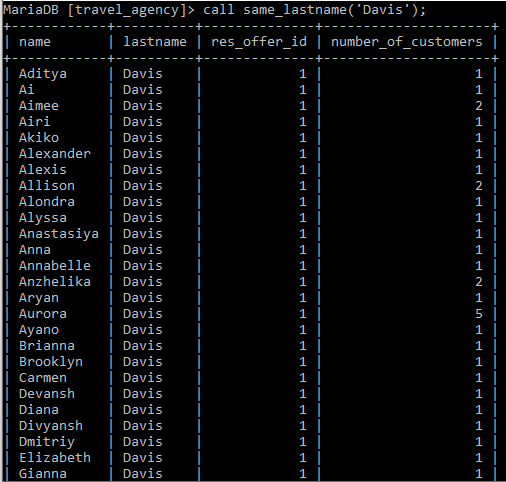 MariaDB [travel_agency]> call same_lastname('Davis');
+-----------+----------+--------------+---------------------+
| name      | lastname | res_offer_id | number_of_customers |
+-----------+----------+--------------+---------------------+
| Aditya    | Davis    |            1 |                   1 |
| Ai        | Davis    |            1 |                   1 |
| Aimee     | Davis    |            1 |                   2 |
| Airi      | Davis    |            1 |                   1 |
| Akiko     | Davis    |            1 |                   1 |
| Alexander | Davis    |            1 |                   1 |
| Alexis    | Davis    |            1 |                   1 |
| Allison   | Davis    |            1 |                   2 |
| Alondra   | Davis    |            1 |                   1 |
| Alyssa    | Davis    |            1 |                   1 |
| Anastasiya | Davis    |            1 |                   1 |
| Anna      | Davis    |            1 |                   1 |
| Annabelle | Davis    |            1 |                   1 |
| Anzhelika | Davis    |            1 |                   2 |
| Aryan     | Davis    |            1 |                   1 |
| Aurora    | Davis    |            1 |                   5 |
| Ayano     | Davis    |            1 |                   1 |
| Brianna   | Davis    |            1 |                   1 |
| Brooklyn  | Davis    |            1 |                   1 |
| Carmen    | Davis    |            1 |                   1 |
| Devansh   | Davis    |            1 |                   1 |
| Diana     | Davis    |            1 |                   1 |
| Divyansh  | Davis    |            1 |                   1 |
| Dmitriy   | Davis    |            1 |                   1 |
| Elizabeth | Davis    |            1 |                   1 |
| Gianna    | Davis    |            1 |                   1 |